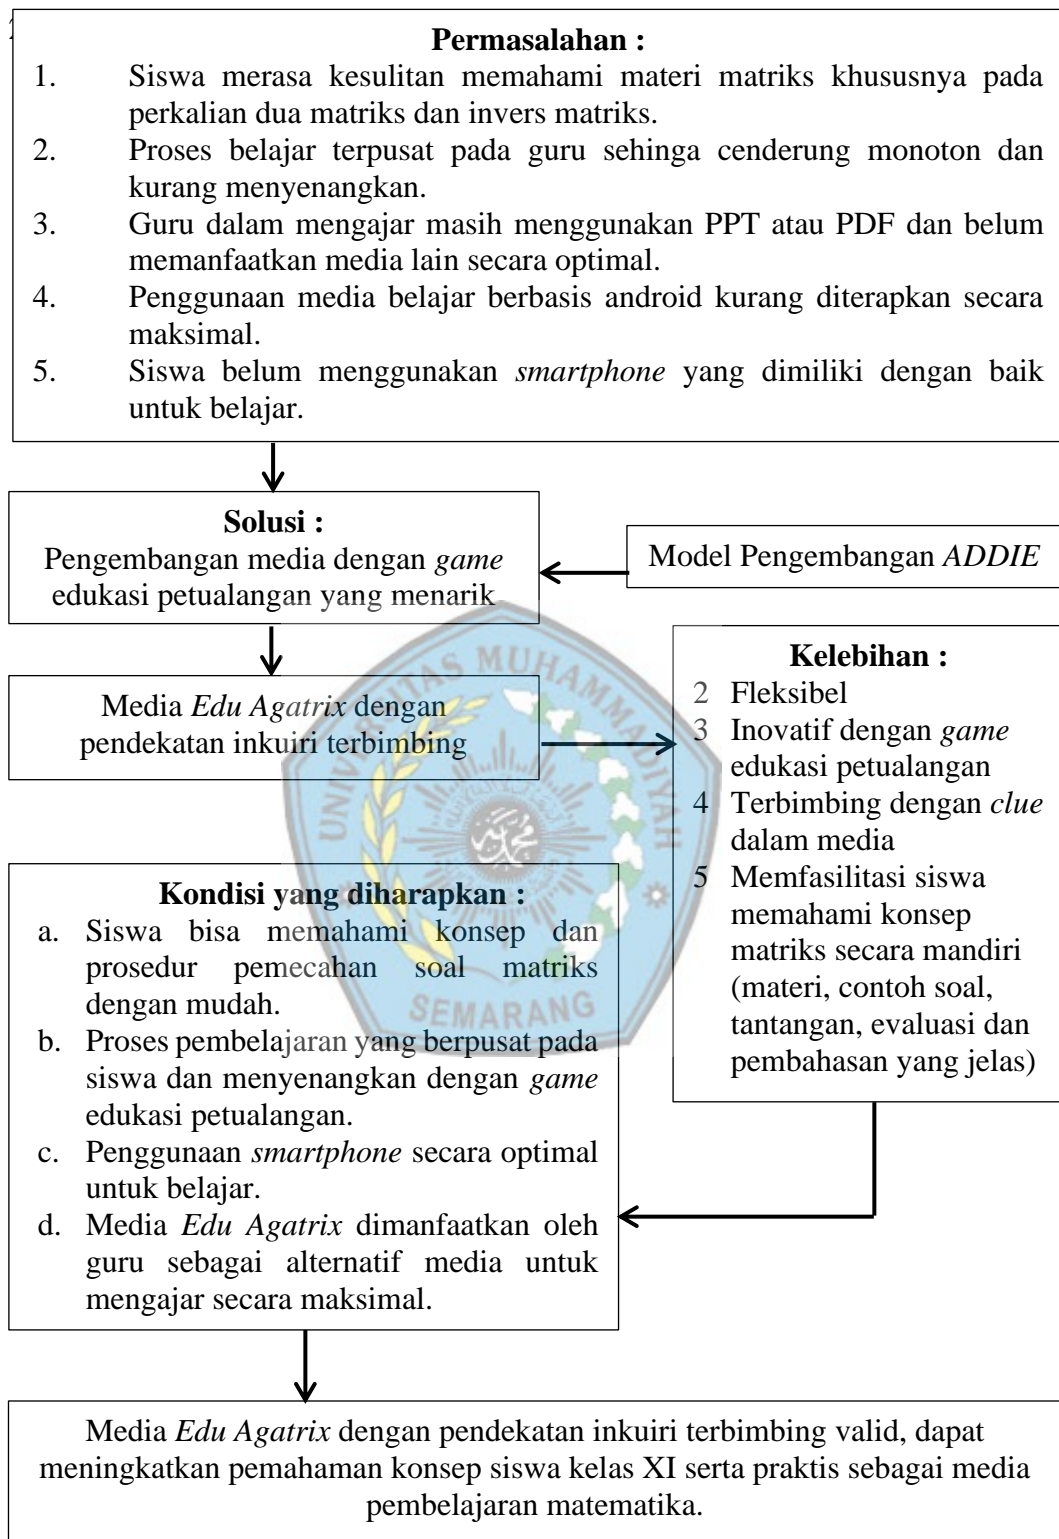 Permasalahan :
1. Siswa merasa kesulitan memahami materi matriks khususnya pada
perkalian dua matriks dan invers matriks.
2. Proses belajar terpusat pada guru sehinga cenderung monoton dan
kurang menyenangkan.
3. Guru dalam mengajar masih menggunakan PPT atau PDF dan belum
memanfaatkan media lain secara optimal.
4. Penggunaan media belajar berbasis android kurang diterapkan secara
maksimal.
5. Siswa belum menggunakan smartphone yang dimiliki dengan baik
untuk belajar.
Solusi :
Pengembangan media dengan game
edukasi petualangan yang menarik
Model Pengembangan ADDIE
Media Edu Agatrix dengan
pendekatan inkuiri terbimbing
Kelebihan :
2 Fleksibel
3 Inovatif dengan game
edukasi petualangan
4 Terbimbing dengan clue
dalam media
5 Memfasilitasi siswa
memahami konsep
matriks secara mandiri
(materi, contoh soal,
tantangan, evaluasi dan
pembahasan yang jelas)
Kondisi yang diharapkan :
a. Siswa bisa memahami konsep dan
prosedur pemecahan soal matriks
dengan mudah.
b. Proses pembelajaran yang berpusat pada
siswa dan menyenangkan dengan game
edukasi petualangan.
c. Penggunaan smartphone secara optimal
untuk belajar.
d. Media Edu Agatrix dimanfaatkan oleh
guru sebagai alternatif media untuk
mengajar secara maksimal.
Media Edu Agatrix dengan pendekatan inkuiri terbimbing valid, dapat
meningkatkan pemahaman konsep siswa kelas XI serta praktis sebagai media
pembelajaran matematika.
UNIVERSITAS MUHAMMADIYAH
SEMARANG